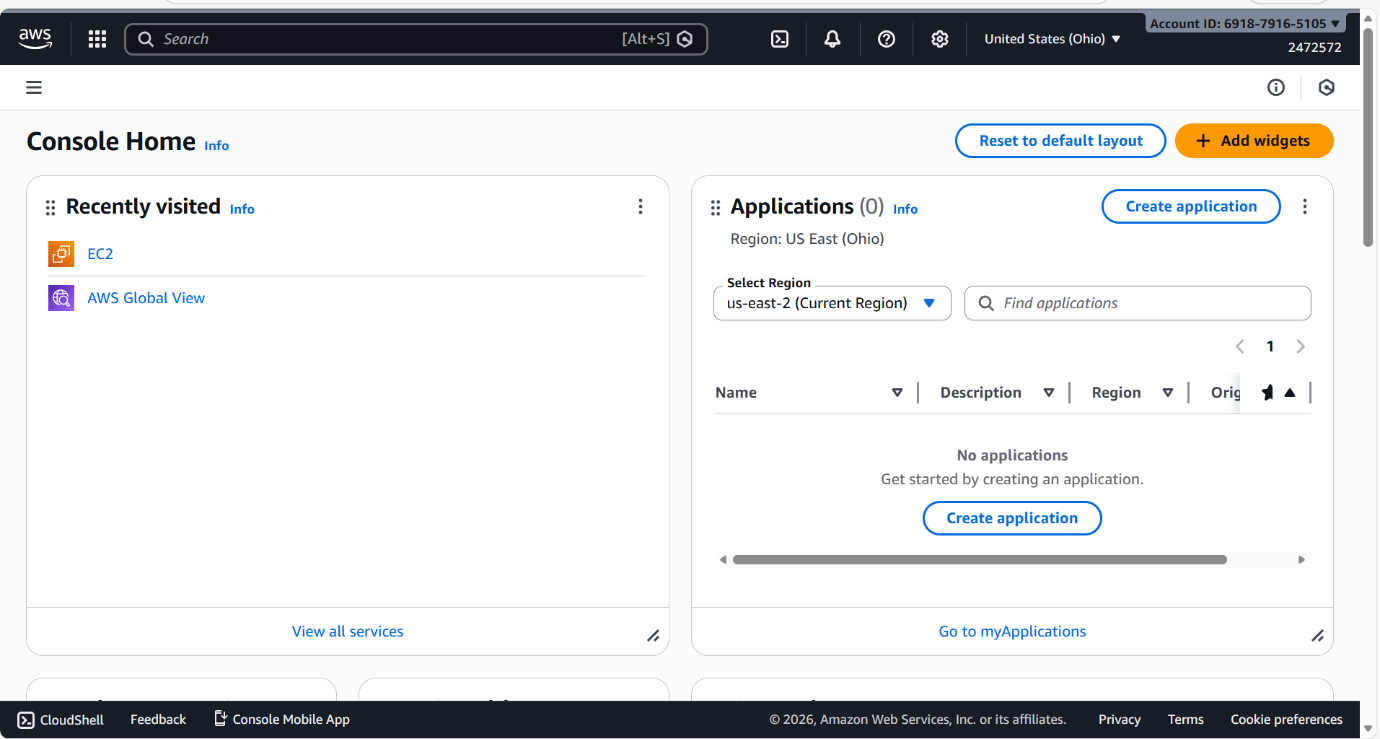 aws
Search [Alt+S]
United States (Ohio) ▼
Account ID: 6918-7916-5105 ▼
2472572
Console Home Info
Reset to default layout
+ Add widgets
Recently visited Info
EC2
AWS Global View
View all services
Applications (0) Info
Create application
Region: US East (Ohio)
Select Region
us-east-2 (Current Region)
Find applications
1
Name Description Region Orig
No applications
Get started by creating an application.
Create application
Go to myApplications
CloudShell Feedback Console Mobile App © 2026, Amazon Web Services, Inc. or its affiliates. Privacy Terms Cookie preferences